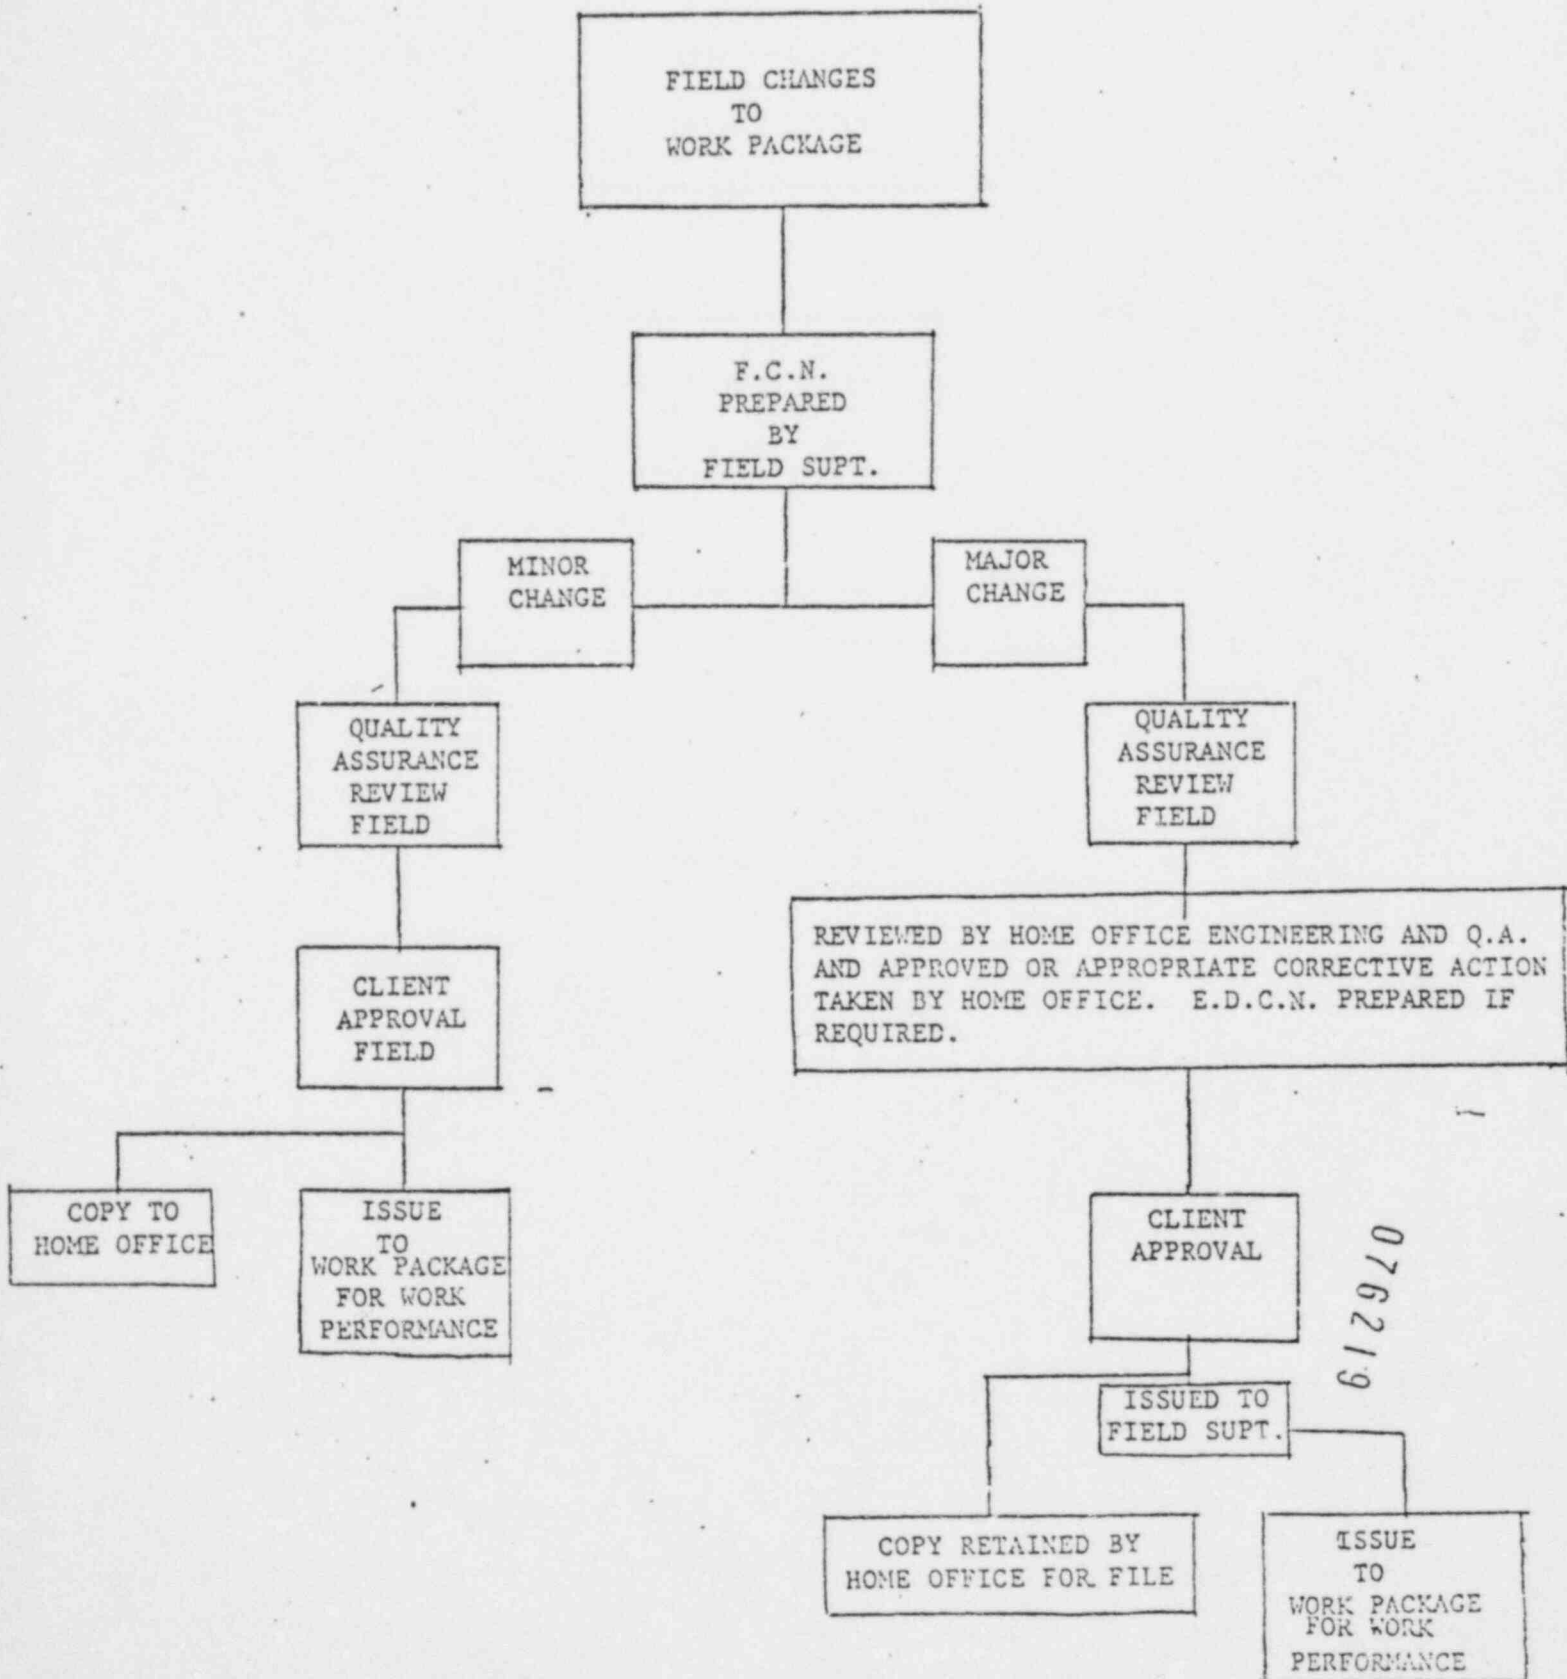 FIELD CHANGES
TO
WORK PACKAGE
F.C.N.
PREPARED
BY
FIELD SUPT.
MINOR
CHANGE
MAJOR
CHANGE
QUALITY
ASSURANCE
REVIEW
FIELD
QUALITY
ASSURANCE
REVIEW
FIELD
CLIENT
APPROVAL
FIELD
REVIEWED BY HOME OFFICE ENGINEERING AND Q.A.
AND APPROVED OR APPROPRIATE CORRECTIVE ACTION
TAKEN BY HOME OFFICE. E.D.C.N. PREPARED IF
REQUIRED.
COPY TO
HOME OFFICE
ISSUE
TO
WORK PACKAGE
FOR WORK
PERFORMANCE
CLIENT
APPROVAL
076219
ISSUED TO
FIELD SUPT.
COPY RETAINED BY
HOME OFFICE FOR FILE
ISSUE
TO
WORK PACKAGE
FOR WORK
PERFORMANCE